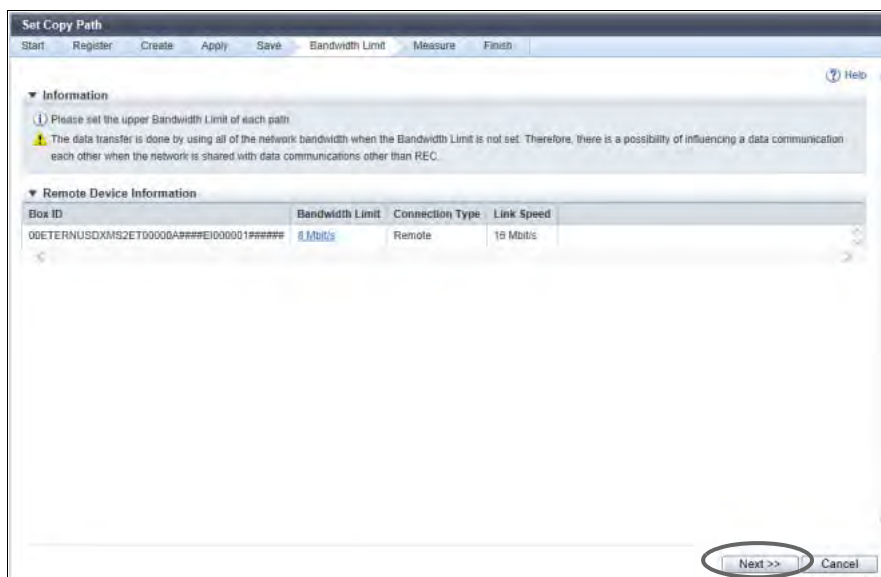 Set Copy Path
Start Register Create Apply Save Bandwidth Limit Measure Finish
Help
Information
Please set the upper Bandwidth Limit of each path
The data transfer is done by using all of the network bandwidth when the Bandwidth Limit is not set. Therefore, there is a possibility of influencing a data communication
each other when the network is shared with data communications other than REC.
Remote Device Information
Box ID Bandwidth Limit Connection Type Link Speed
00ETERNUSDXMS2ET00000A####EI000001###### 8 Mbit/s Remote 16 Mbit/s
Next >> Cancel